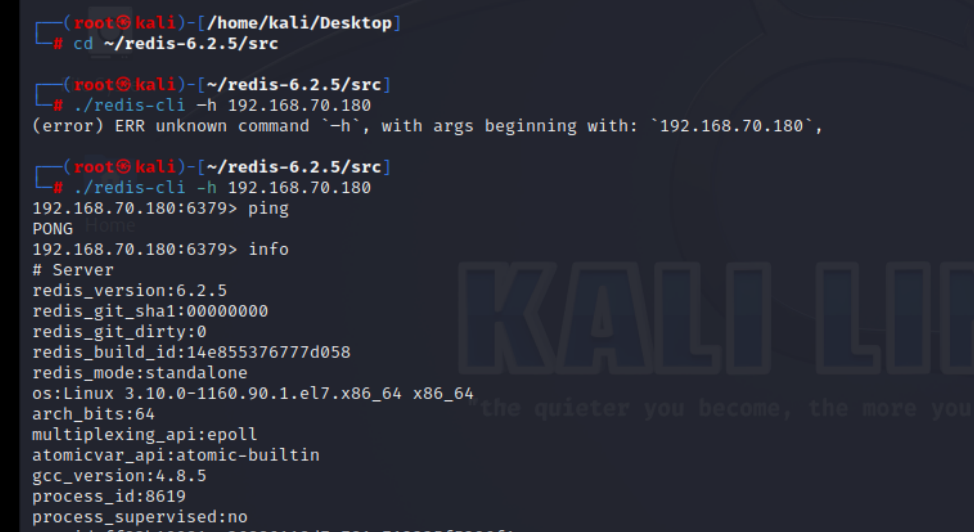 ┌──(root㉿kali)-[/home/kali/Desktop]
└─# cd ~/redis-6.2.5/src
┌──(root㉿kali)-[~/redis-6.2.5/src]
└─# ./redis-cli –h 192.168.70.180
(error) ERR unknown command `–h`, with args beginning with: `192.168.70.180`,
┌──(root㉿kali)-[~/redis-6.2.5/src]
└─# ./redis-cli -h 192.168.70.180
192.168.70.180:6379> ping
PONG
Home
192.168.70.180:6379> info
# Server
redis_version:6.2.5
redis_git_sha1:00000000
redis_git_dirty:0
redis_build_id:14e855376777d058
redis_mode:standalone
os:Linux 3.10.0-1160.90.1.el7.x86_64 x86_64
arch_bits:64
multiplexing_api:epoll
atomicvar_api:atomic-builtin
gcc_version:4.8.5
process_id:8619
process_supervised:no
KALI LI
"the quieter you become, the more you